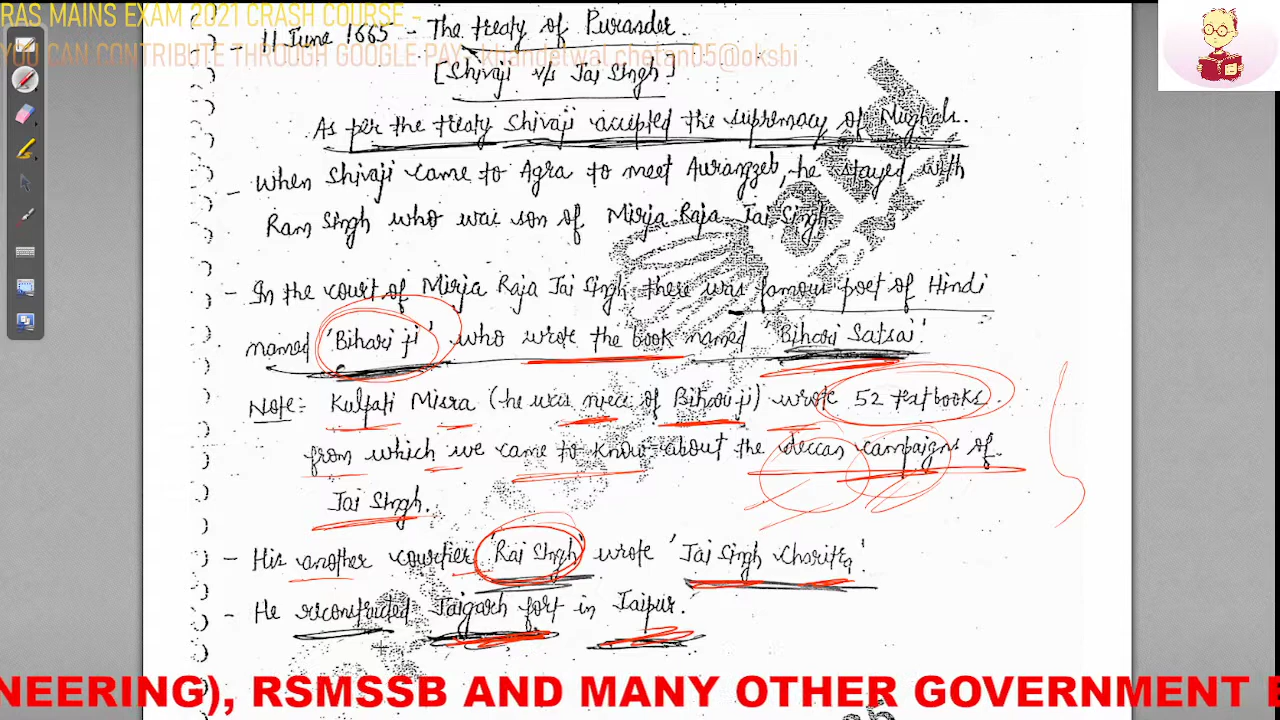 RAS MAINS EXAM 2021 CRASH COURSE -
YOU CAN CONTRIBUTE THROUGH GOOGLE PAY - khandelwal.chetan05@oksbi
- 11 June 1665 - The treaty of Purander.
[Shivaji v/s Jai Singh]
As per the treaty Shivaji accepted the supremacy of Mughals.
- When Shivaji came to Agra to meet Aurangzeb, he stayed with
Ram Singh who was son of Mirja Raja Jai Singh.
- In the court of Mirja Raja Jai Singh there was famous poet of Hindi
named 'Bihari ji' who wrote the book named 'Bihari Satsai'
Note: Kulpati Misra (he was niece of Bihari ji) wrote 52 textbooks
from which we came to know about the deccan campaigns of
Jai Singh.
- His another courtier 'Rai Singh' wrote 'Jai Singh Charitra'
- He reconstructed Jaigarh fort in Jaipur.
NEERING), RSMSSB AND MANY OTHER GOVERNMENT E